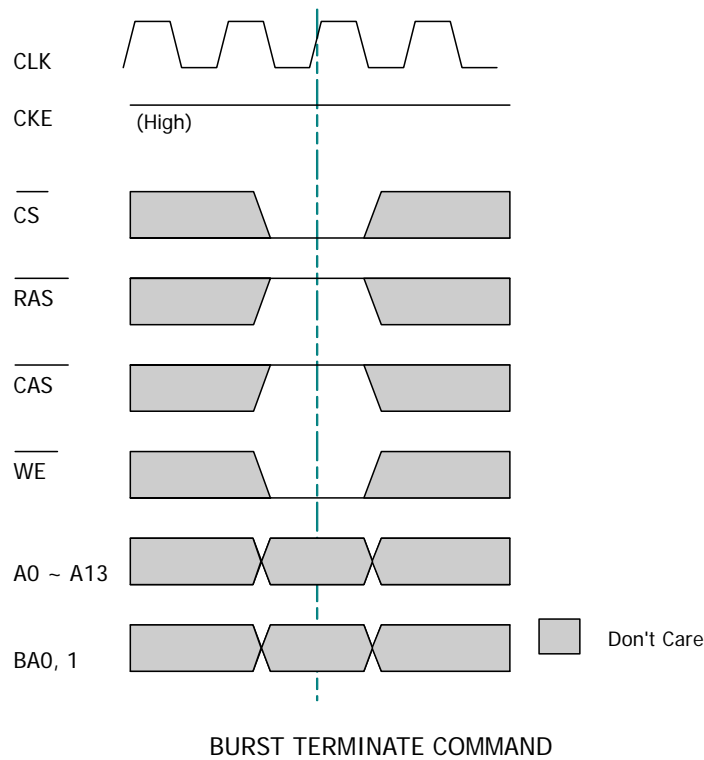 CLK
CKE
(High)
CS
RAS
CAS
WE
A0 ~ A13
BA0, 1
Don't Care
BURST TERMINATE COMMAND